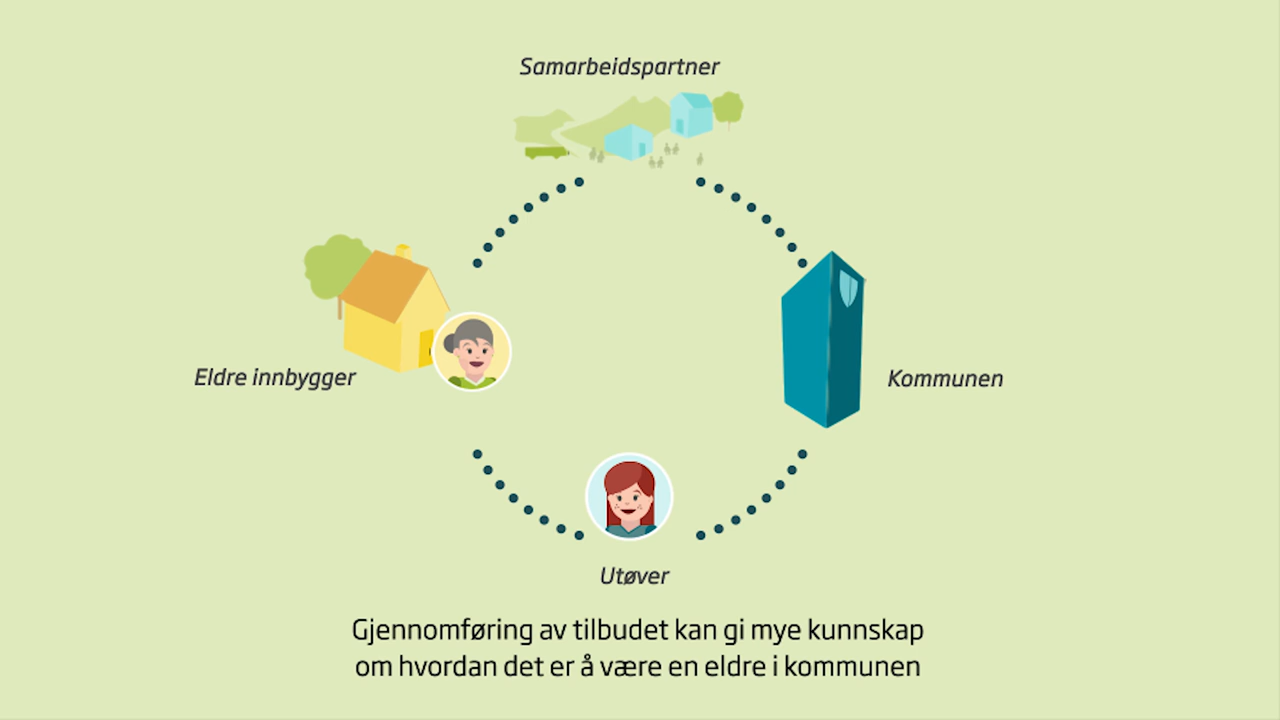 Samarbeidspartner
Eldre innbygger
Kommunen
Utøver
Gjennomføring av tilbudet kan gi mye kunnskap
om hvordan det er å være en eldre i kommunen